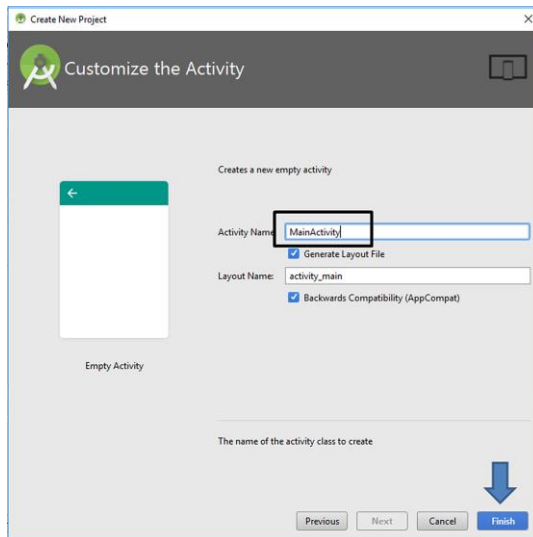 Create New Project
Customize the Activity
Creates a new empty activity
Activity Name
MainActivity
Generate Layout File
Layout Name: activity_main
Backwards Compatibility (AppCompat)
Empty Activity
The name of the activity class to create
Previous Next Cancel Finish